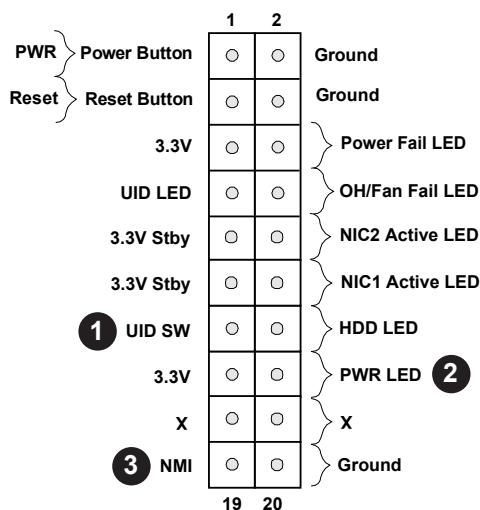 1 2
PWR Power Button Ground
Reset Reset Button Ground
3.3V Power Fail LED
UID LED OH/Fan Fail LED
3.3V Stby NIC2 Active LED
3.3V Stby NIC1 Active LED
1 UID SW HDD LED
3.3V PWR LED 2
X X
3 NMI Ground
19 20